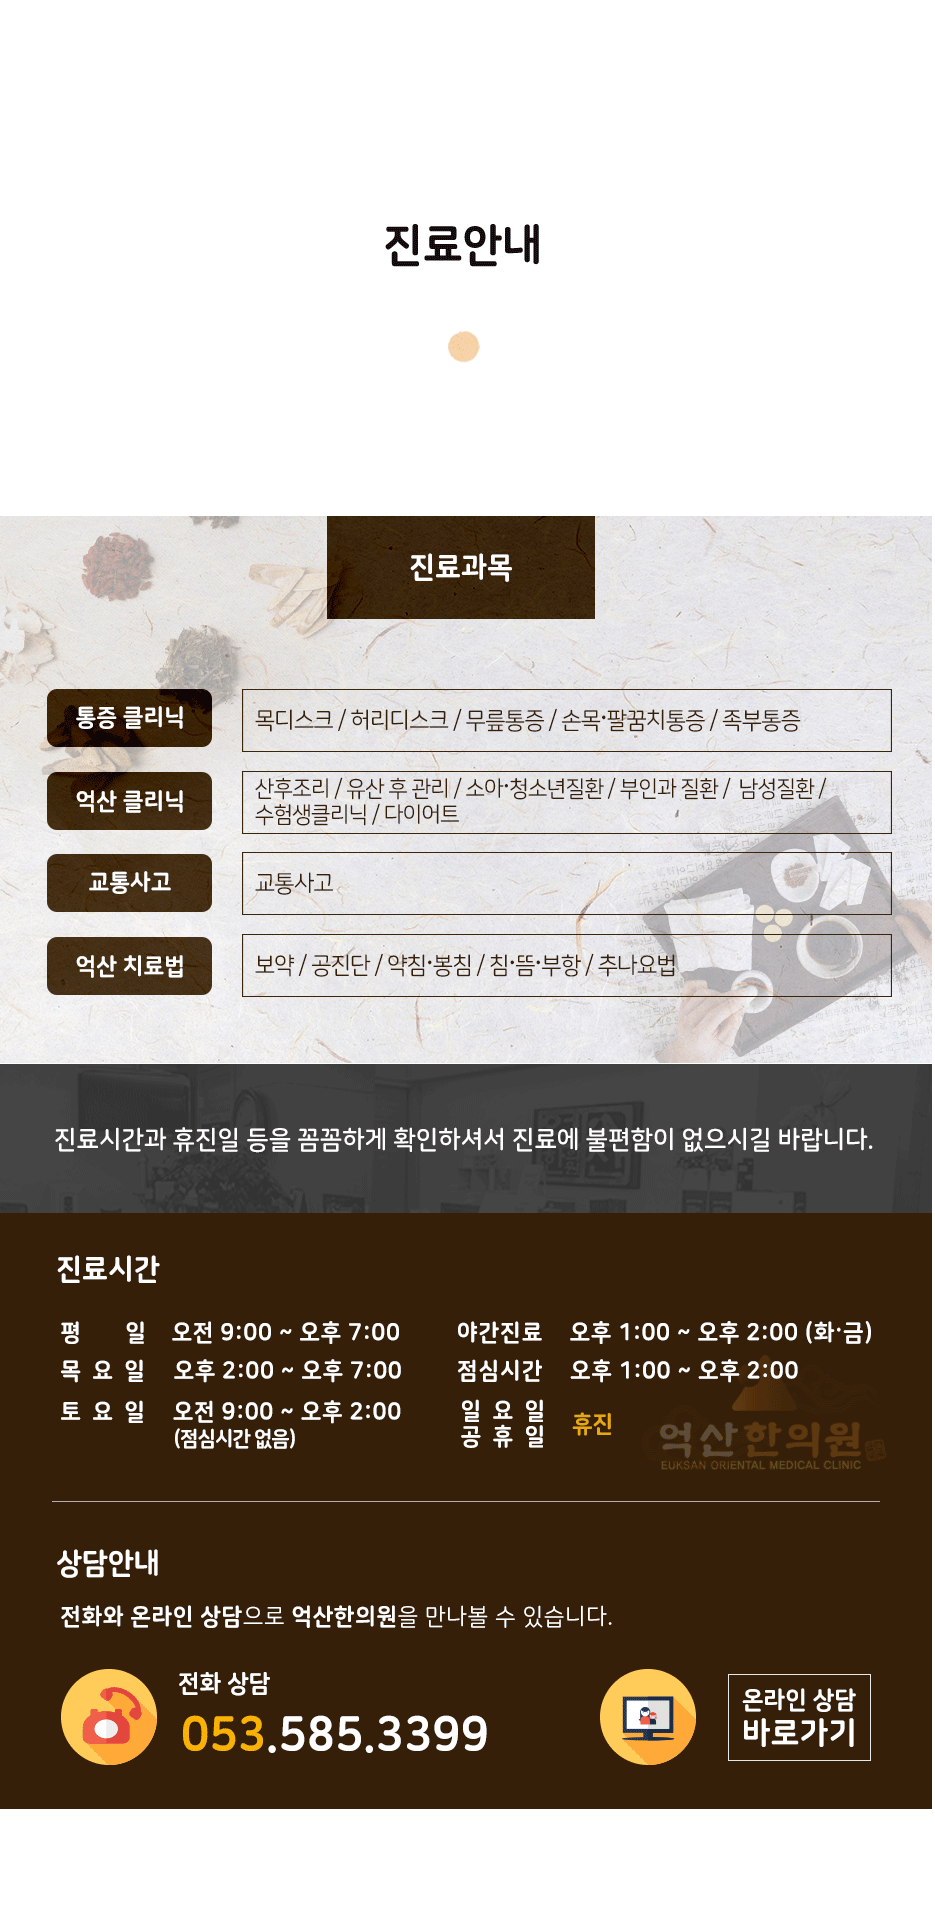 진료안내
진료과목
통증 클리닉
목디스크 / 허리디스크 / 무릎통증 / 손목·팔꿈치통증 / 족부통증
억산 클리닉
산후조리 / 유산 후 관리 / 소아·청소년질환 / 부인과 질환 / 남성질환 /
수험생클리닉 / 다이어트
교통사고
교통사고
억산 치료법
보약 / 공진단 / 약침·봉침 / 침·뜸·부항 / 추나요법
진료시간과 휴진일 등을 꼼꼼하게 확인하셔서 진료에 불편함이 없으시길 바랍니다.
진료시간
평 일 오전 9:00 ~ 오후 7:00
목 요 일 오후 2:00 ~ 오후 7:00
토 요 일 오전 9:00 ~ 오후 2:00
(점심시간 없음)
야간진료 오후 1:00 ~ 오후 2:00 (화·금)
점심시간 오후 1:00 ~ 오후 2:00
일 요 일
공 휴 일
휴진
억산한의원
EUKSAN ORIENTAL MEDICAL CLINIC
상담안내
전화와 온라인 상담으로 억산한의원을 만나볼 수 있습니다.
전화 상담
053.585.3399
온라인 상담
바로가기